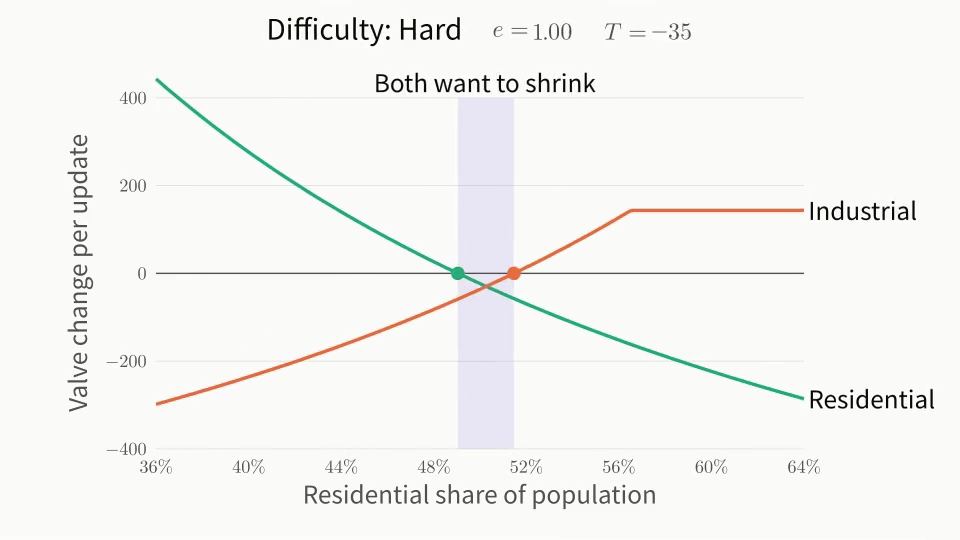 Difficulty: Hard e = 1.00 T = −35
Both want to shrink
Valve change per update
400
200
0
−200
−400
Industrial
Residential
36% 40% 44% 48% 52% 56% 60% 64%
Residential share of population